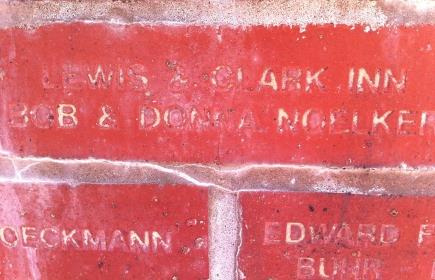 LEWIS & CLARK INN
BOB & DONNA NOELKER
OECKMANN
EDWARD F
BUHR